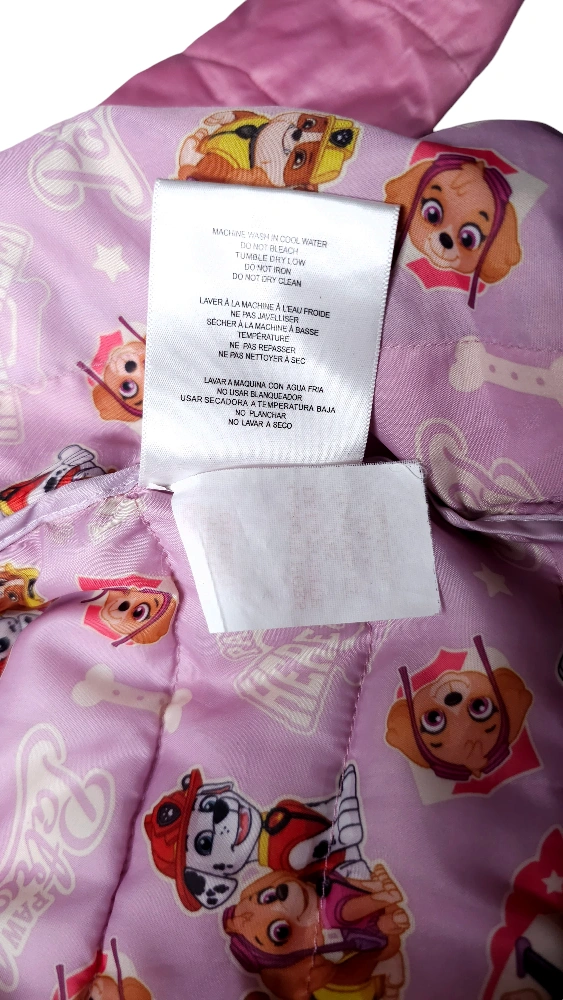 MACHINE WASH IN COOL WATER
DO NOT BLEACH
TUMBLE DRY LOW
DO NOT IRON
DO NOT DRY CLEAN
LAVER À LA MACHINE À L'EAU FROIDE
NE PAS JAVELLISER
SÉCHER À LA MACHINE À BASSE
TEMPÉRATURE
NE PAS REPASSER
NE PAS NETTOYER À SEC
LAVAR A MAQUINA CON AGUA FRIA
NO USAR BLANQUEADOR
USAR SECADORA A TEMPERATURA BAJA
NO PLANCHAR
NO LAVAR A SECO